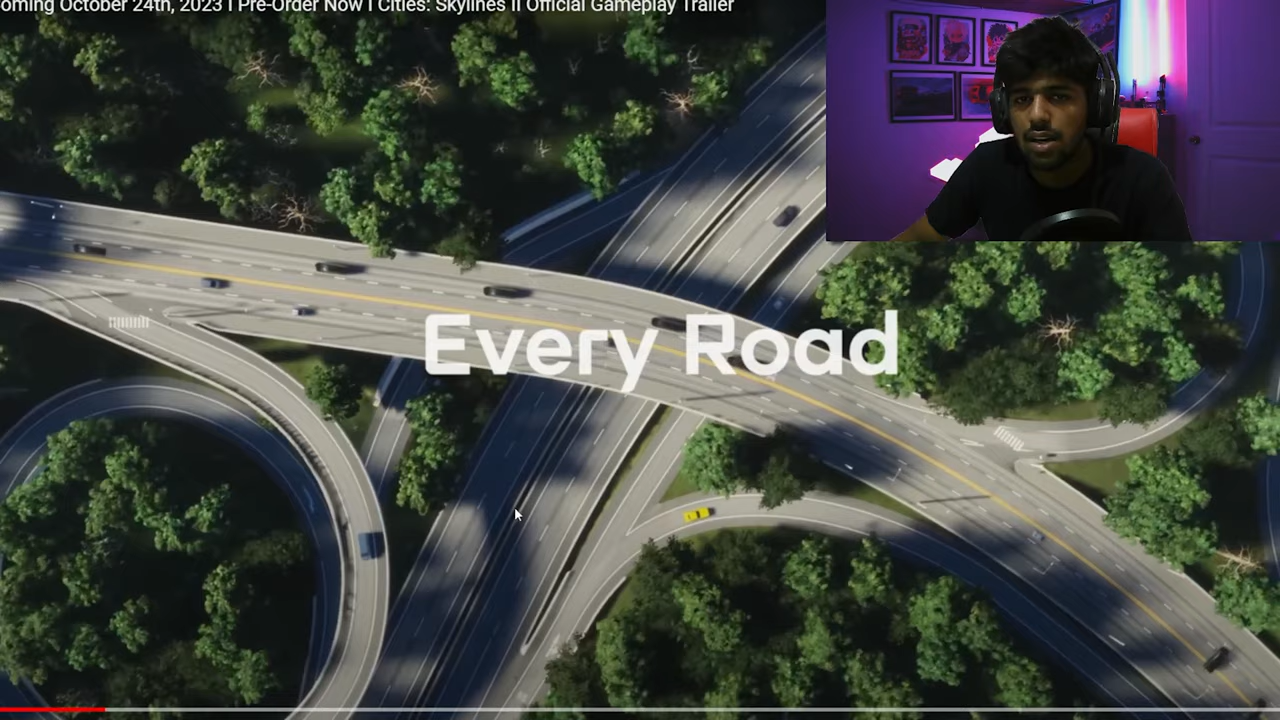 oming October 24th, 2023 I Pre-Order Now I Cities: Skylines II Official Gameplay Trailer
Every Road